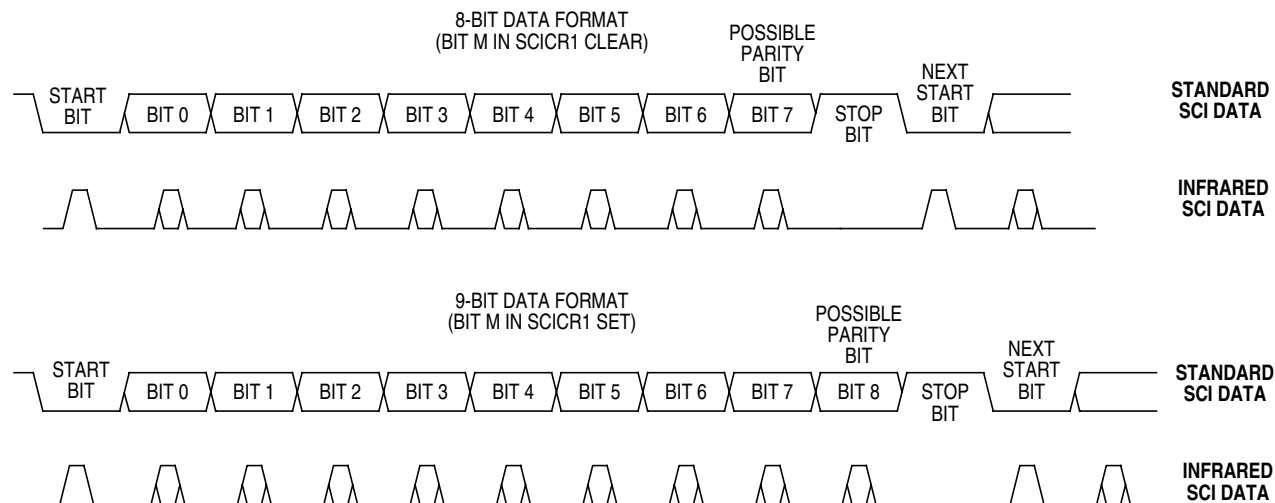 8-BIT DATA FORMAT
(BIT M IN SCICR1 CLEAR)
POSSIBLE
PARITY
BIT
START
BIT
BIT 0
BIT 1
BIT 2
BIT 3
BIT 4
BIT 5
BIT 6
BIT 7
STOP
BIT
NEXT
START
BIT
STANDARD
SCI DATA
INFRARED
SCI DATA
9-BIT DATA FORMAT
(BIT M IN SCICR1 SET)
POSSIBLE
PARITY
BIT
START
BIT
BIT 0
BIT 1
BIT 2
BIT 3
BIT 4
BIT 5
BIT 6
BIT 7
BIT 8
STOP
BIT
NEXT
START
BIT
STANDARD
SCI DATA
INFRARED
SCI DATA